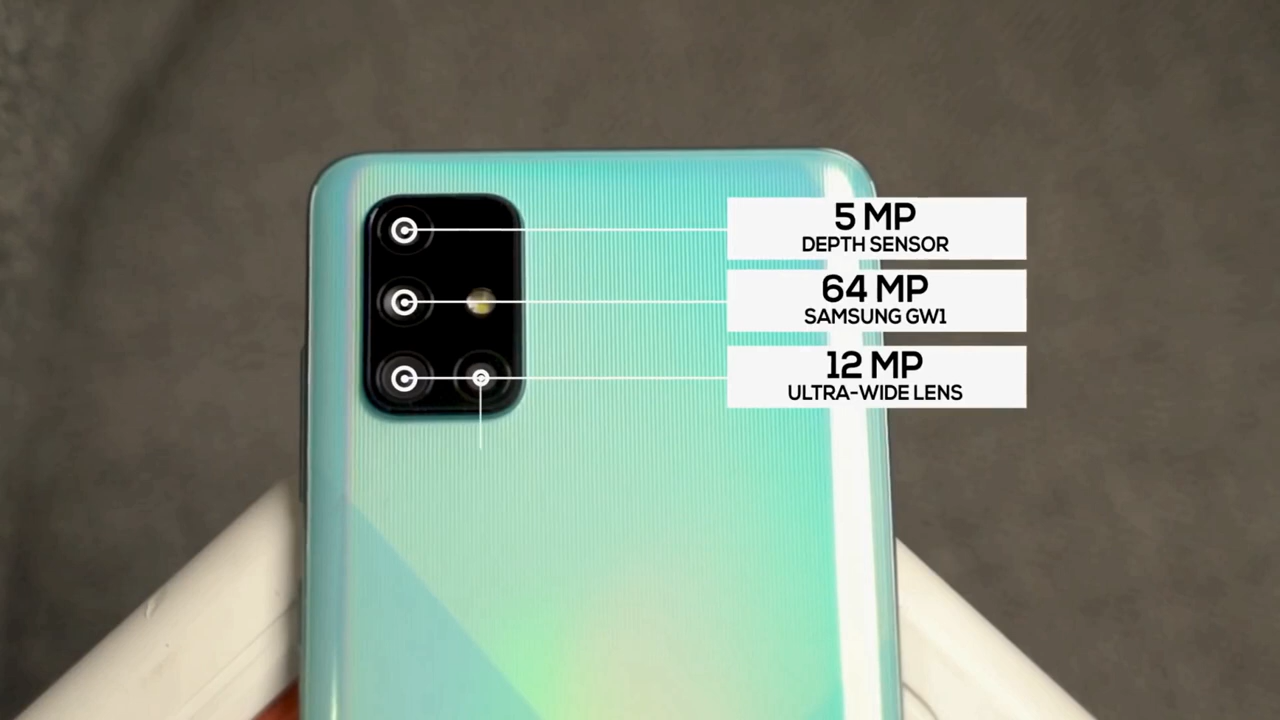 5 MP
DEPTH SENSOR
64 MP
SAMSUNG GW1
12 MP
ULTRA-WIDE LENS